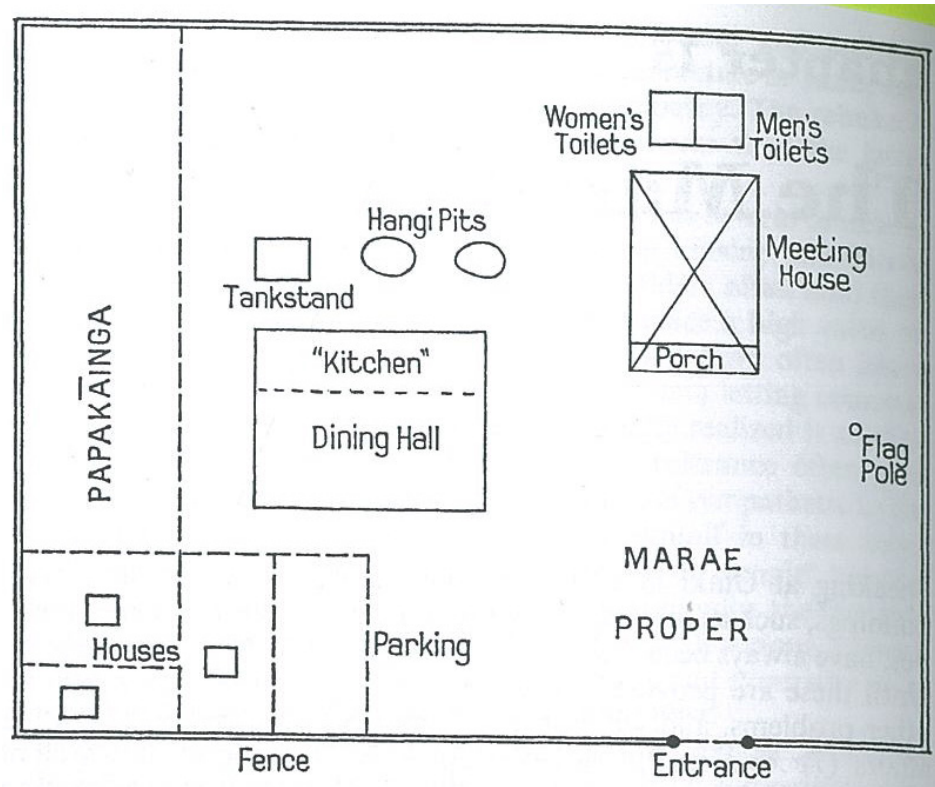 Women's
Toilets
Men's
Toilets
Hangi Pits
Meeting
House
Tankstand
"Kitchen"
Porch
PAPAKĀINGA
Dining Hall
Flag
Pole
MARAE
PROPER
Houses
Parking
Fence
Entrance